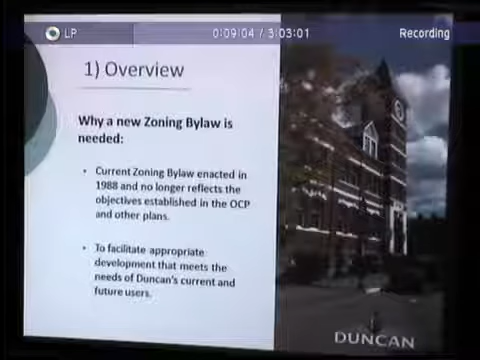 LP 0:09:04 / 3:03:01 Recording
1) Overview
Why a new Zoning Bylaw is
needed:
• Current Zoning Bylaw enacted in
1988 and no longer reflects the
objectives established in the OCP
and other plans.
• To facilitate appropriate
development that meets the
needs of Duncan's current and
future users.
DUNCAN